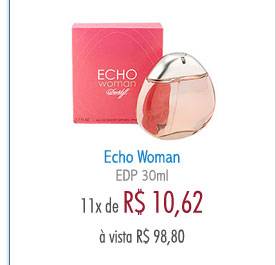 ECHO
woman
Davidoff
Echo Woman
EDP 30ml
11x de R$ 10,62
à vista R$ 98,80